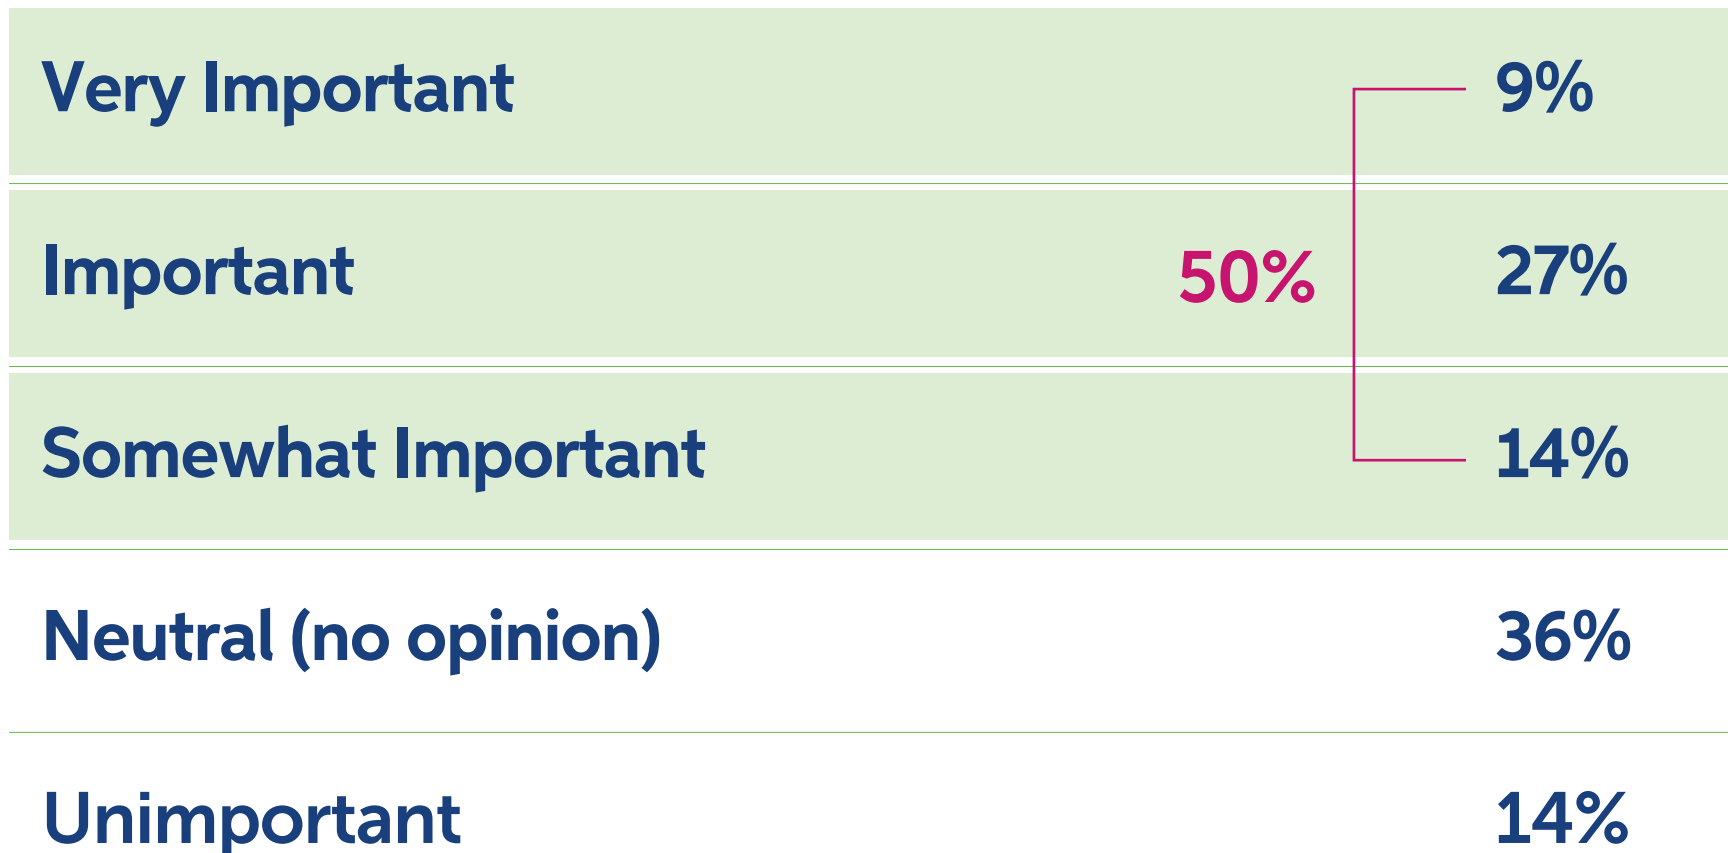 Very Important 9%
Important 50% 27%
Somewhat Important 14%
Neutral (no opinion) 36%
Unimportant 14%